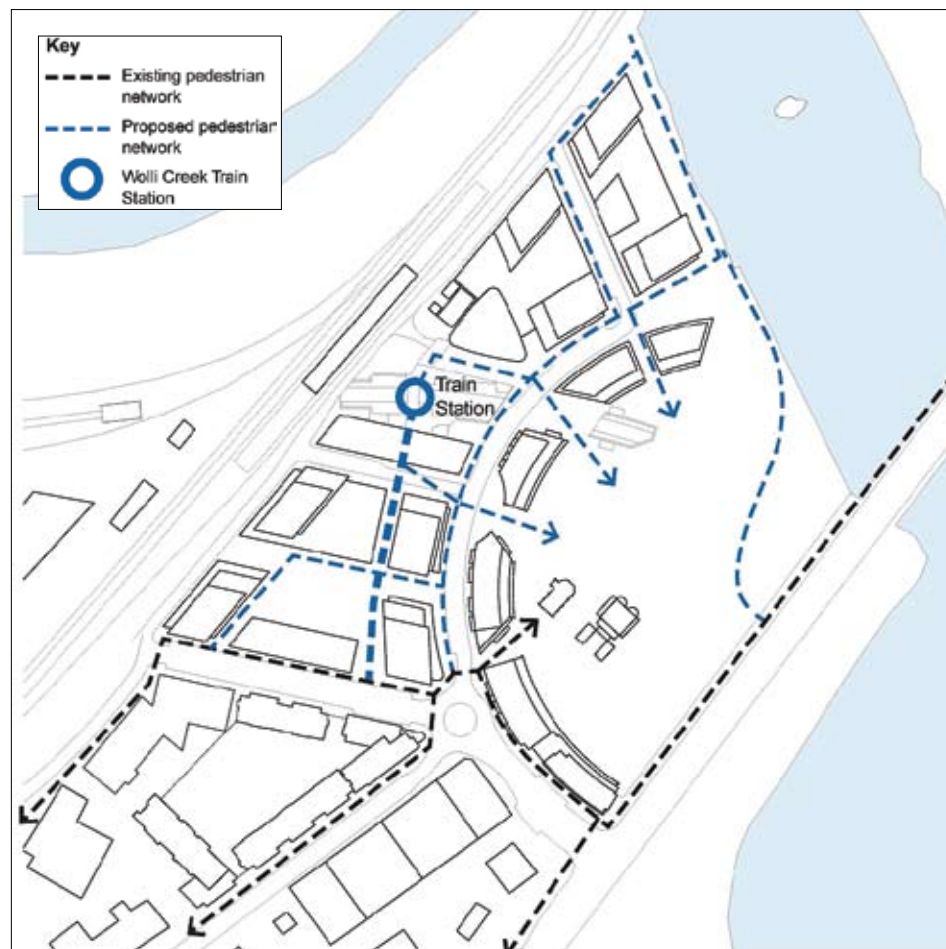 Key
Existing pedestrian
network
Proposed pedestrian
network
Wolli Creek Train
Station
Train
Station